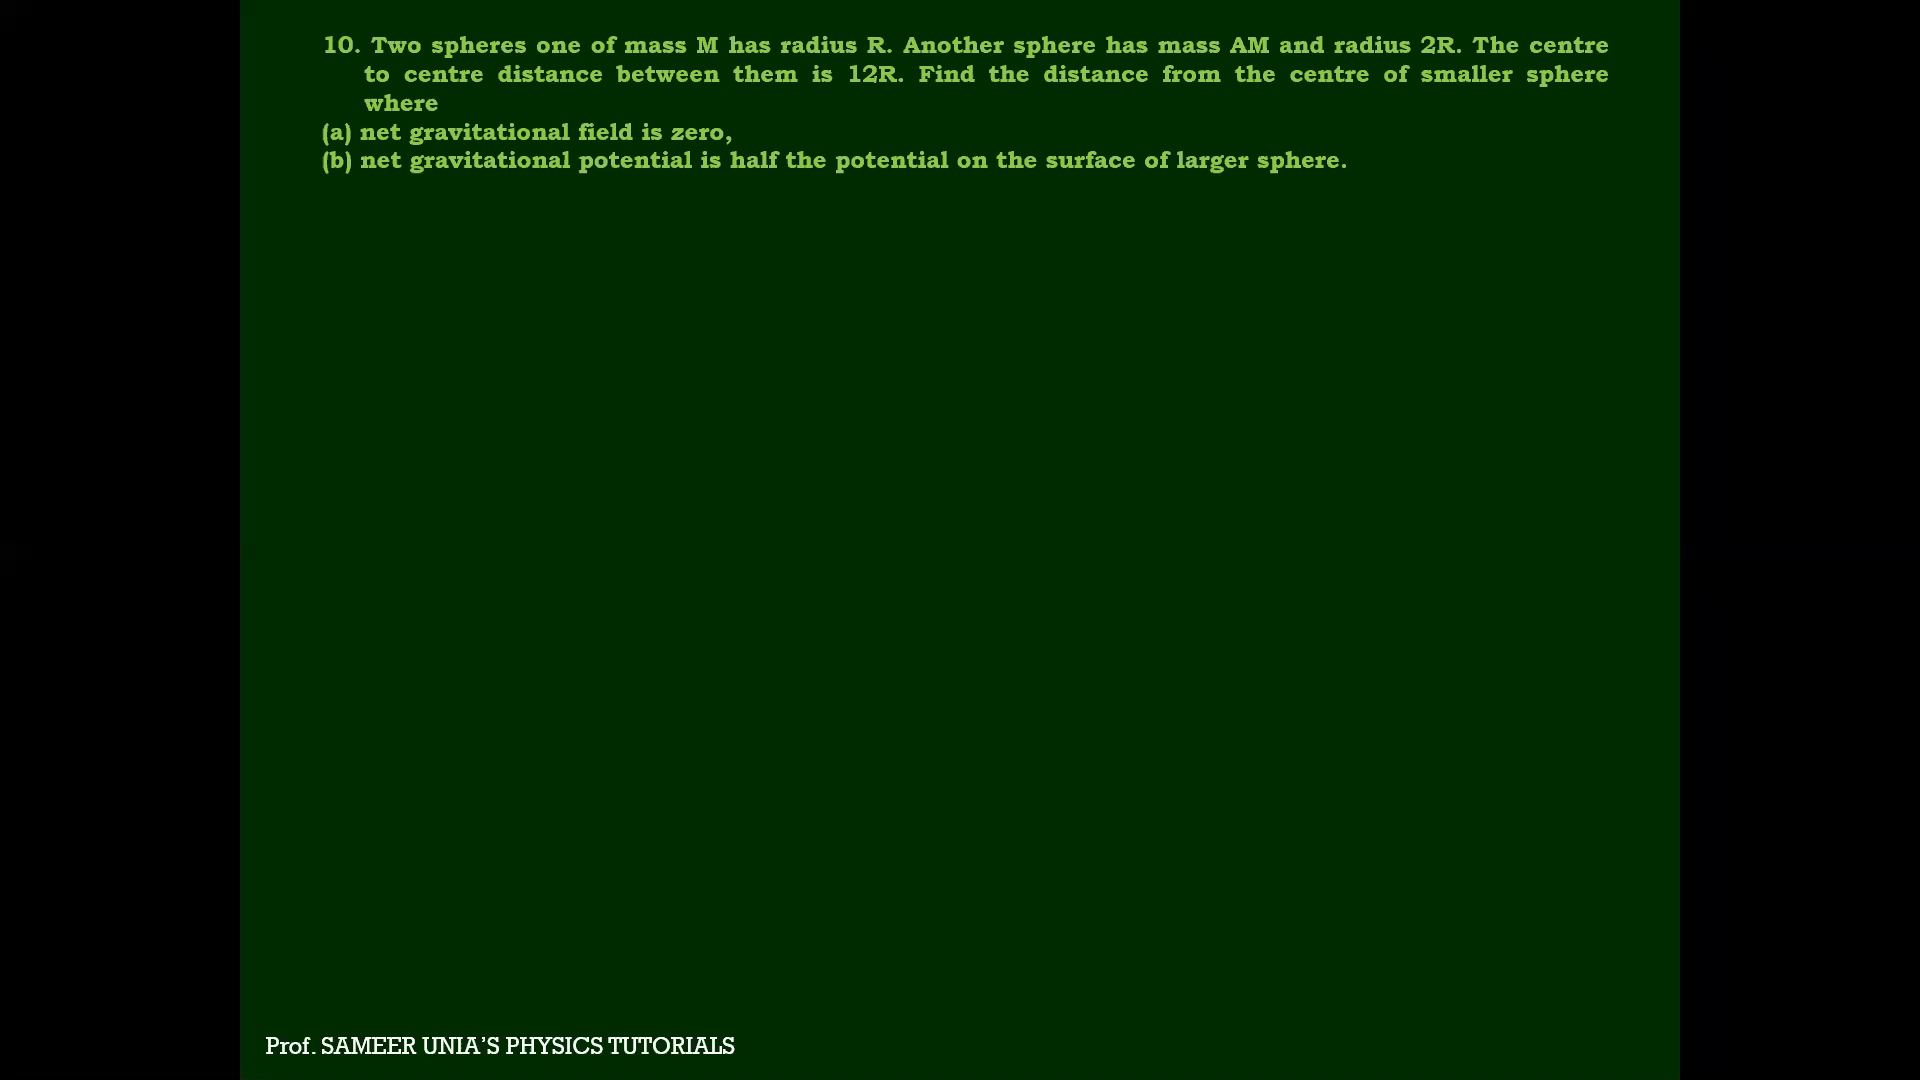 10. Two spheres one of mass M has radius R. Another sphere has mass AM and radius 2R. The centre
to centre distance between them is 12R. Find the distance from the centre of smaller sphere
where
(a) net gravitational field is zero,
(b) net gravitational potential is half the potential on the surface of larger sphere.
Prof. SAMEER UNIA’S PHYSICS TUTORIALS